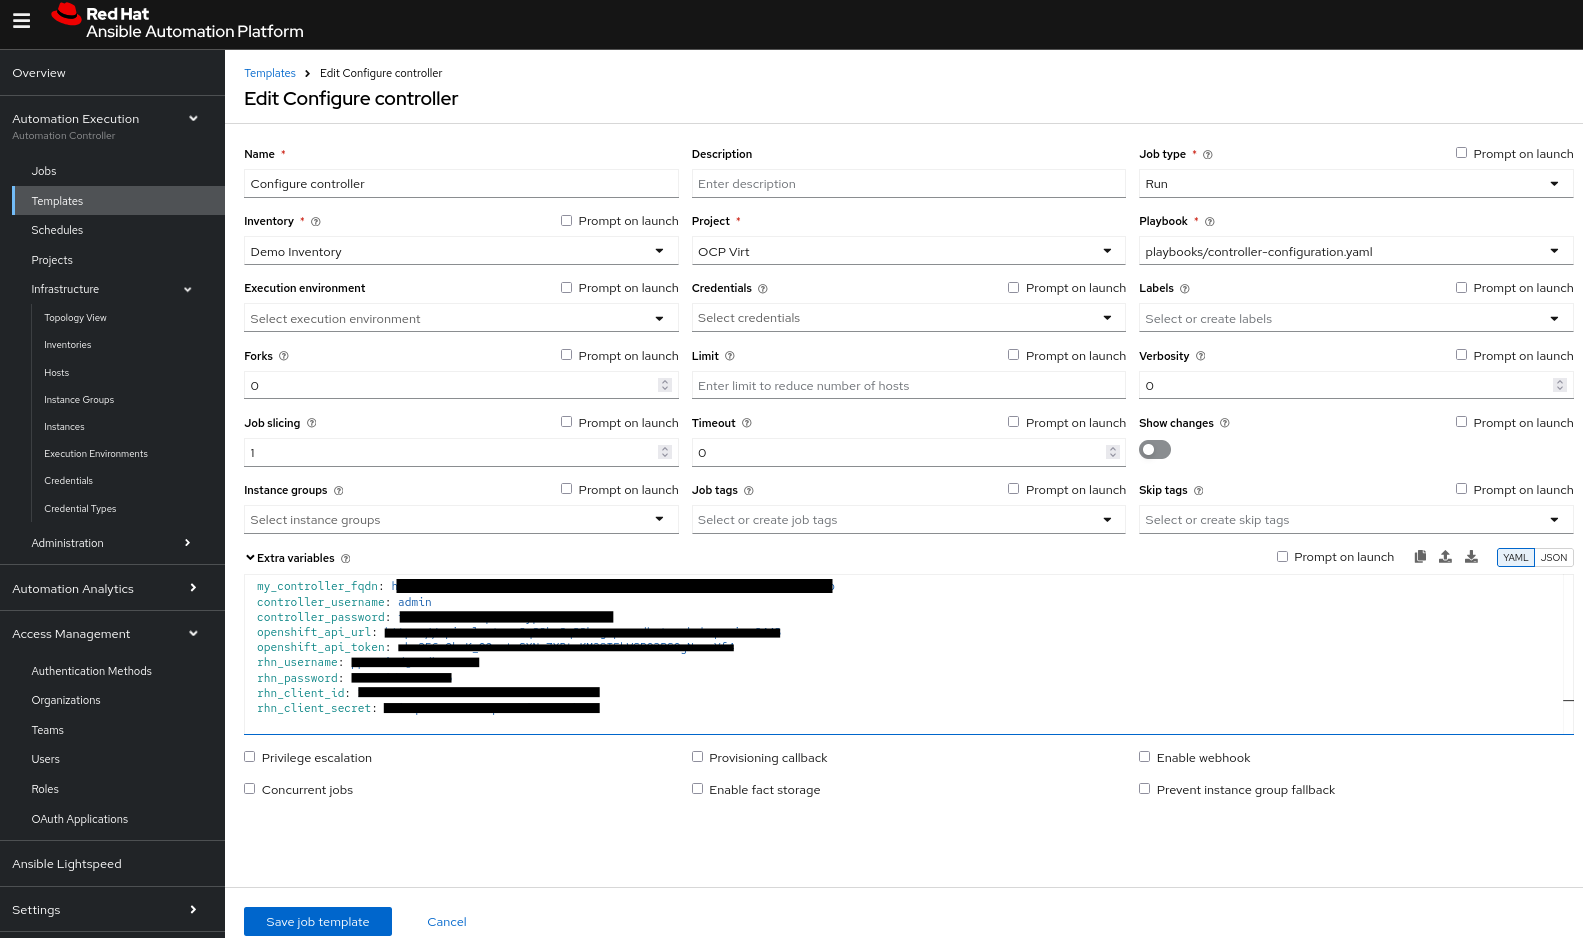 Red Hat
Ansible Automation Platform
Overview
Automation Execution
Automation Controller
Jobs
Templates
Schedules
Projects
Infrastructure
Topology View
Inventories
Hosts
Instance Groups
Instances
Execution Environments
Credentials
Credential Types
Administration
Automation Analytics
Access Management
Authentication Methods
Organizations
Teams
Users
Roles
OAuth Applications
Ansible Lightspeed
Settings
Templates > Edit Configure controller
Edit Configure controller
Name *
Configure controller
Description
Enter description
Job type * Prompt on launch
Run
Inventory * Prompt on launch
Demo Inventory
Project *
OCP Virt
Playbook *
playbooks/controller-configuration.yaml
Execution environment Prompt on launch
Select execution environment
Credentials Prompt on launch
Select credentials
Labels Prompt on launch
Select or create labels
Forks Prompt on launch
0
Limit Prompt on launch
Enter limit to reduce number of hosts
Verbosity Prompt on launch
0
Job slicing Prompt on launch
1
Timeout Prompt on launch
0
Show changes Prompt on launch
Instance groups Prompt on launch
Select instance groups
Job tags Prompt on launch
Select or create job tags
Skip tags Prompt on launch
Select or create skip tags
Extra variables Prompt on launch YAML JSON
my_controller_fqdn:
controller_username: admin
controller_password:
openshift_api_url:
openshift_api_token:
rhn_username:
rhn_password:
rhn_client_id:
rhn_client_secret:
Privilege escalation
Provisioning callback
Enable webhook
Concurrent jobs
Enable fact storage
Prevent instance group fallback
Save job template
Cancel